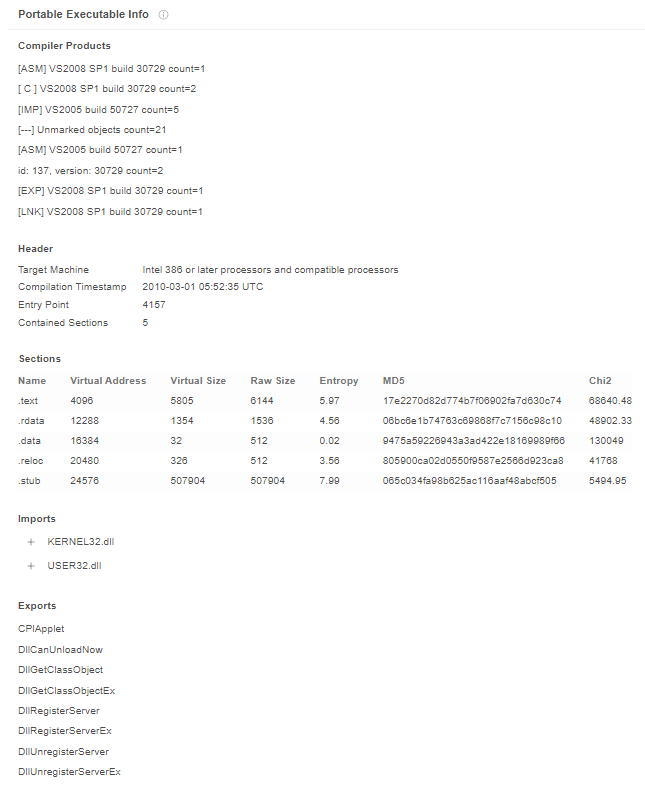 Portable Executable Info
Compiler Products
[ASM] VS2008 SP1 build 30729 count=1
[ C ] VS2008 SP1 build 30729 count=2
[IMP] VS2005 build 50727 count=5
[---] Unmarked objects count=21
[ASM] VS2005 build 50727 count=1
id: 137, version: 30729 count=2
[EXP] VS2008 SP1 build 30729 count=1
[LNK] VS2008 SP1 build 30729 count=1
Header
Target Machine Intel 386 or later processors and compatible processors
Compilation Timestamp 2010-03-01 05:52:35 UTC
Entry Point 4157
Contained Sections 5
Sections
Name Virtual Address Virtual Size Raw Size Entropy MD5 Chi2
.text 4096 5805 6144 5.97 17e2270d82d774b7f06902fa7d630c74 68640.48
.rdata 12288 1354 1536 4.56 06bc6e1b74763c69868f7c7156c98c10 48902.33
.data 16384 32 512 0.02 9475a59226943a3ad422e18169989f66 130049
.reloc 20480 326 512 3.56 805900ca02d0550f9587e2566d923ca8 41768
.stub 24576 507904 507904 7.99 065c034fa98b625ac116aaf48abcf505 5494.95
Imports
+ KERNEL32.dll
+ USER32.dll
Exports
CPlApplet
DllCanUnloadNow
DllGetClassObject
DllGetClassObjectEx
DllRegisterServer
DllRegisterServerEx
DllUnregisterServer
DllUnregisterServerEx